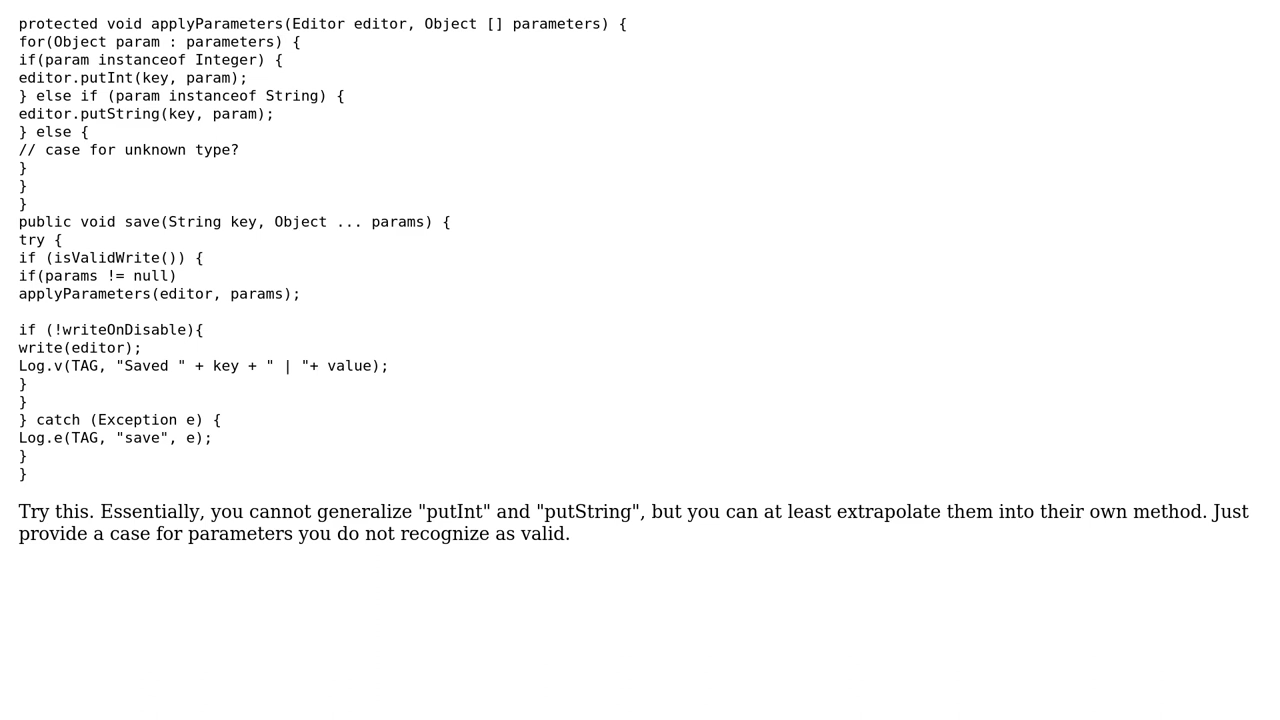 protected void applyParameters(Editor editor, Object [] parameters) {
for(Object param : parameters) {
if(param instanceof Integer) {
editor.putInt(key, param);
} else if (param instanceof String) {
editor.putString(key, param);
} else {
// case for unknown type?
}
}
}
public void save(String key, Object ... params) {
try {
if (isValidWrite()) {
if(params != null)
applyParameters(editor, params);

if (!writeOnDisable){
write(editor);
Log.v(TAG, "Saved " + key + " | "+ value);
}
}
} catch (Exception e) {
Log.e(TAG, "save", e);
}
}
Try this. Essentially, you cannot generalize "putInt" and "putString", but you can at least extrapolate them into their own method. Just
provide a case for parameters you do not recognize as valid.